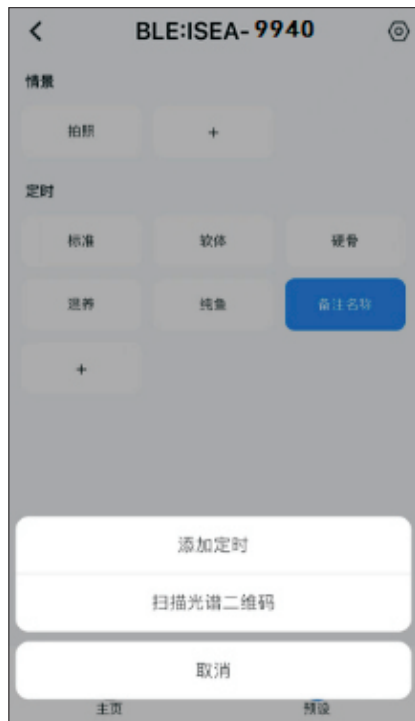 BLE:ISEA-9940
情景
拍照 +
定时
标准 软体 硬骨
混养 纯鱼 备注名称
+
添加定时
扫描光谱二维码
取消
主页 预设